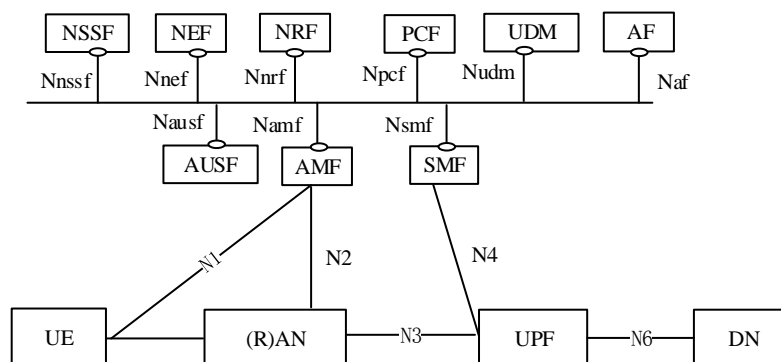 NSSF NEF NRF PCF UDM AF
Nnssf Nnef Nnrf Npcf Nudm Naf
Nausf Namf Nsmf
AUSF AMF SMF
N1 N2 N4
UE (R)AN N3 UPF N6 DN